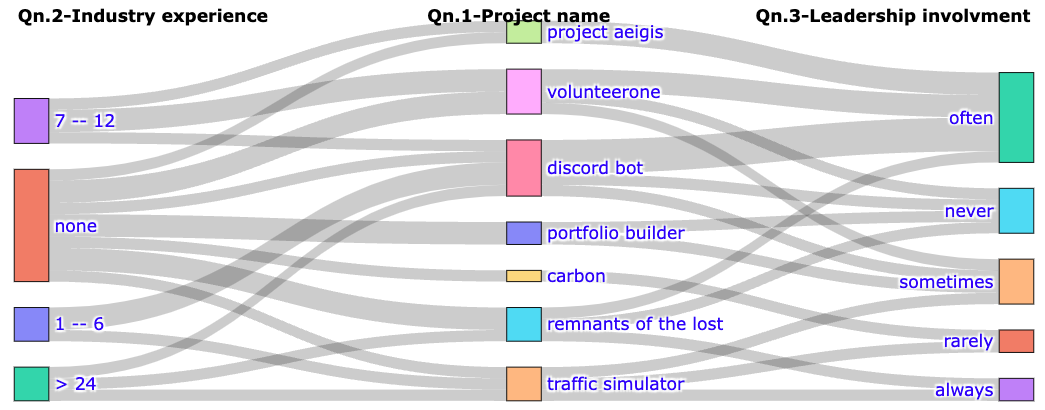 Qn.2-Industry experience
Qn.1-Project name
Qn.3-Leadership involvment
7 -- 12
none
1 -- 6
> 24
project aeigis
volunteerone
discord bot
portfolio builder
carbon
remnants of the lost
traffic simulator
often
never
sometimes
rarely
always